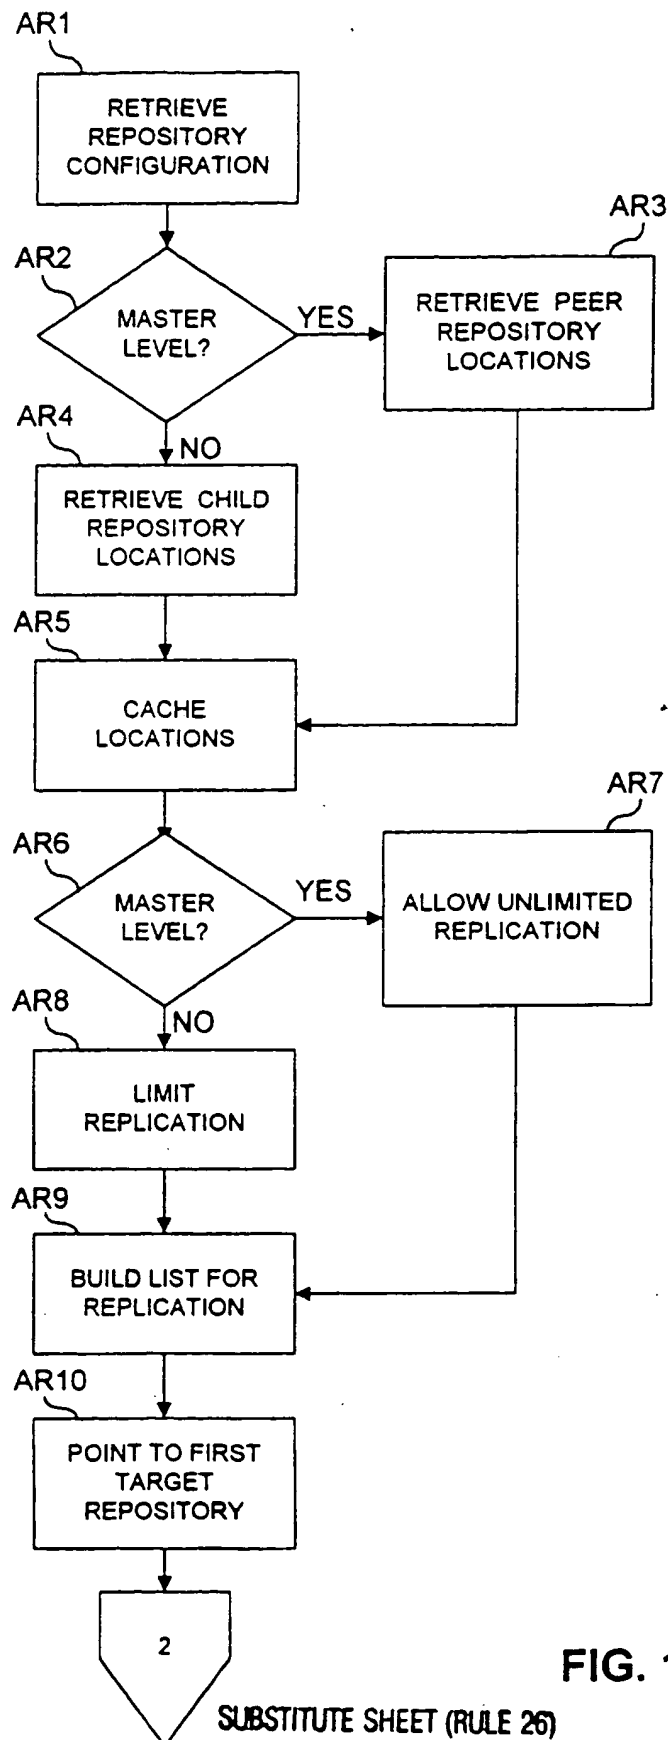 AR1
RETRIEVE
REPOSITORY
CONFIGURATION
AR2
MASTER
LEVEL?
YES
AR3
RETRIEVE PEER
REPOSITORY
LOCATIONS
AR4
NO
RETRIEVE CHILD
REPOSITORY
LOCATIONS
AR5
CACHE
LOCATIONS
AR6
MASTER
LEVEL?
YES
AR7
ALLOW UNLIMITED
REPLICATION
AR8
NO
LIMIT
REPLICATION
AR9
BUILD LIST FOR
REPLICATION
AR10
POINT TO FIRST
TARGET
REPOSITORY
2
FIG.
SUBSTITUTE SHEET (RULE 26)